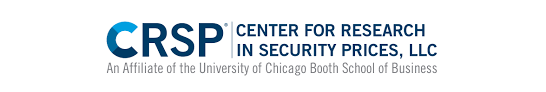 CRSP® CENTER FOR RESEARCH
IN SECURITY PRICES, LLC
An Affiliate of the University of Chicago Booth School of Business